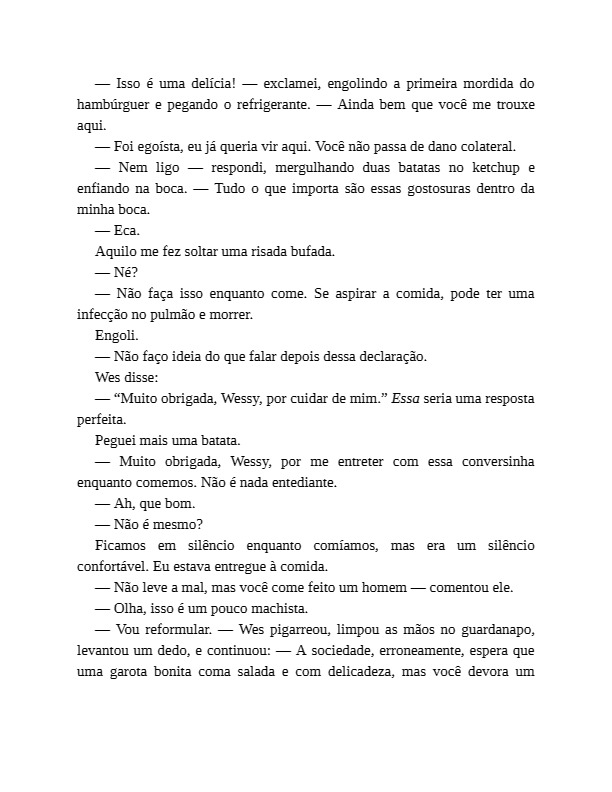 — Isso é uma delícia! — exclamei, engolindo a primeira mordida do
hambúrguer e pegando o refrigerante. — Ainda bem que você me trouxe
aqui.
— Foi egoísta, eu já queria vir aqui. Você não passa de dano colateral.
— Nem ligo — respondi, mergulhando duas batatas no ketchup e
enfiando na boca. — Tudo o que importa são essas gostosuras dentro da
minha boca.
— Eca.
Aquilo me fez soltar uma risada bufada.
— Né?
— Não faça isso enquanto come. Se aspirar a comida, pode ter uma
infecção no pulmão e morrer.
Engoli.
— Não faço ideia do que falar depois dessa declaração.
Wes disse:
— “Muito obrigada, Wessy, por cuidar de mim.” Essa seria uma resposta
perfeita.
Peguei mais uma batata.
— Muito obrigada, Wessy, por me entreter com essa conversinha
enquanto comemos. Não é nada entediante.
— Ah, que bom.
— Não é mesmo?
Ficamos em silêncio enquanto comíamos, mas era um silêncio
confortável. Eu estava entregue à comida.
— Não leve a mal, mas você come feito um homem — comentou ele.
— Olha, isso é um pouco machista.
— Vou reformular. — Wes pigarreou, limpou as mãos no guardanapo,
levantou um dedo, e continuou: — A sociedade, erroneamente, espera que
uma garota bonita coma salada e com delicadeza, mas você devora um